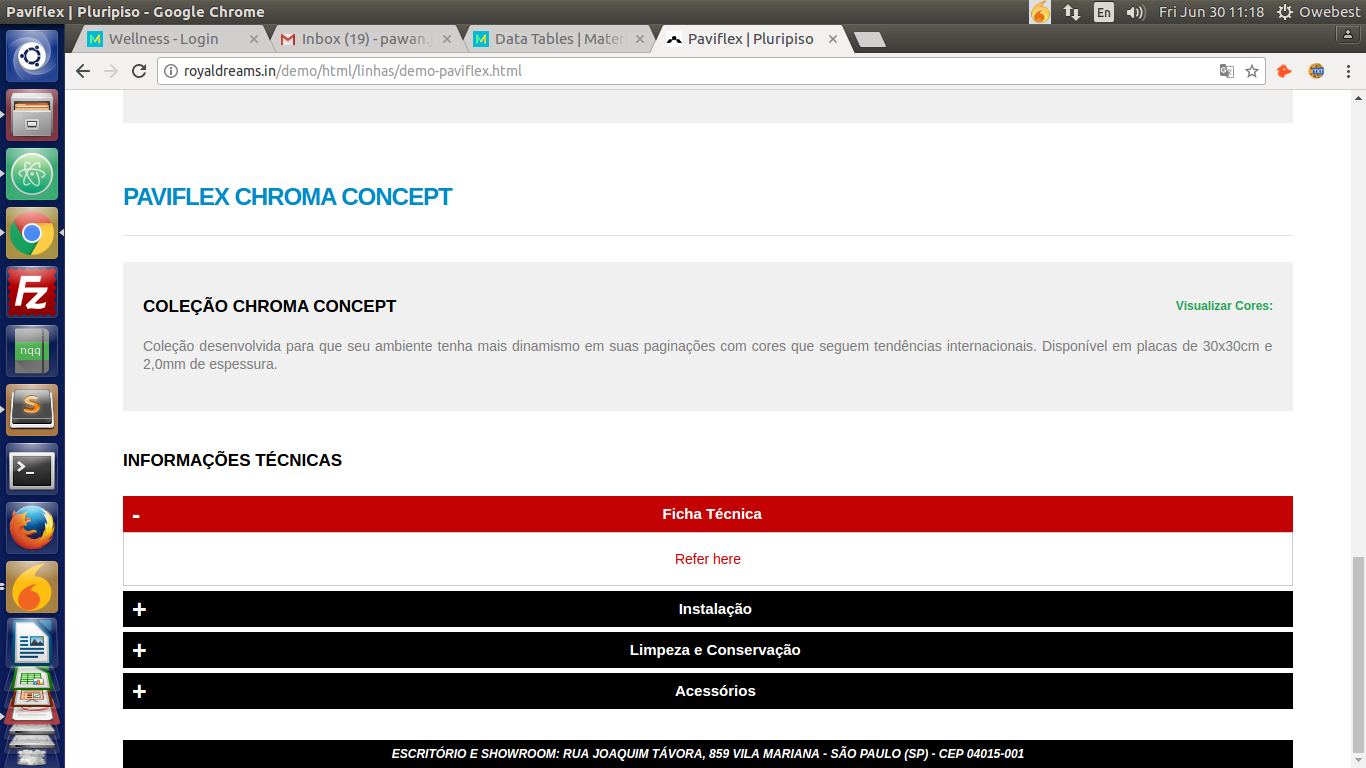 Paviflex | Pluripiso - Google Chrome
En
Fri Jun 30 11:18
Owebest
Wellness - Login
Inbox (19) - pawan.j
Data Tables | Mater
Paviflex | Pluripiso
royaldreams.in/demo/html/linhas/demo-paviflex.html
TXT
PAVIFLEX CHROMA CONCEPT
COLEÇÃO CHROMA CONCEPT
Visualizar Cores:
Coleção desenvolvida para que seu ambiente tenha mais dinamismo em suas paginações com cores que seguem tendências internacionais. Disponível em placas de 30x30cm e
2,0mm de espessura.
INFORMAÇÕES TÉCNICAS
- Ficha Técnica
Refer here
+ Instalação
+ Limpeza e Conservação
+ Acessórios
ESCRITÓRIO E SHOWROOM: RUA JOAQUIM TÁVORA, 859 VILA MARIANA - SÃO PAULO (SP) - CEP 04015-001
Fz
nqq
S
>_